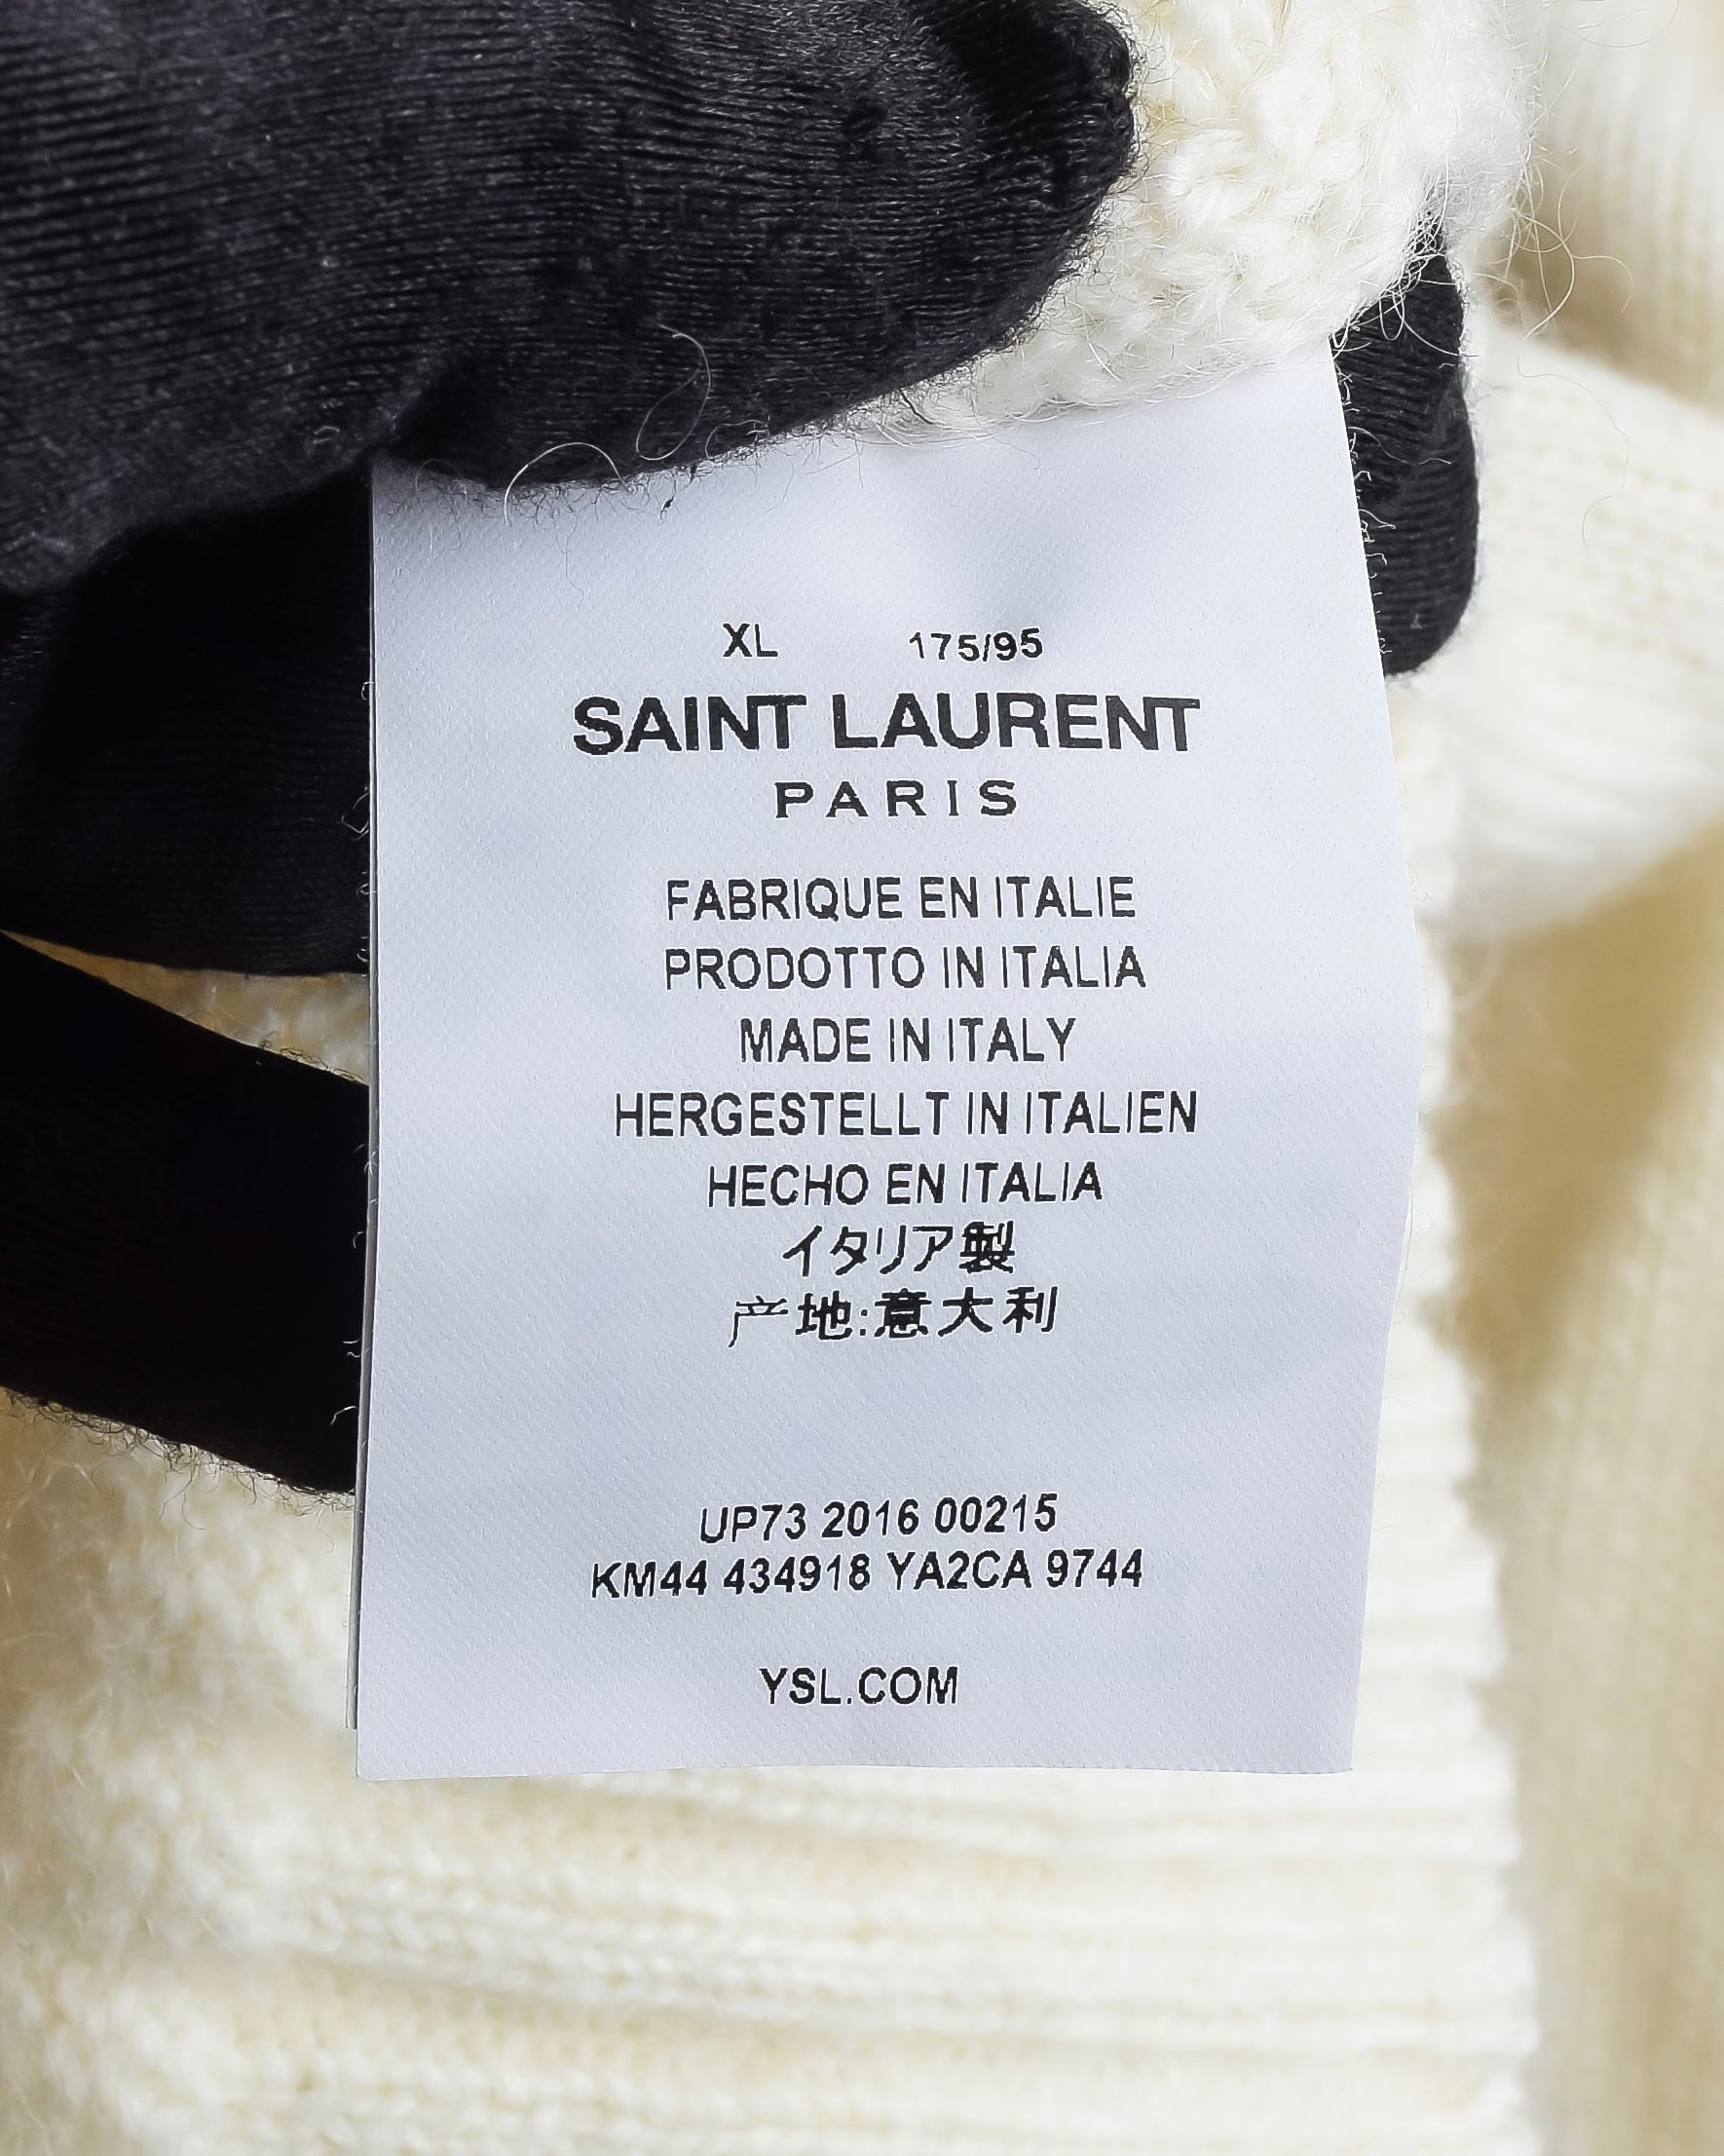 XL 175/95
SAINT LAURENT
PARIS
FABRIQUE EN ITALIE
PRODOTTO IN ITALIA
MADE IN ITALY
HERGESTELLT IN ITALIEN
HECHO EN ITALIA
イタリア製
产地:意大利
UP73 2016 00215
KM44 434918 YA2CA 9744
YSL.COM